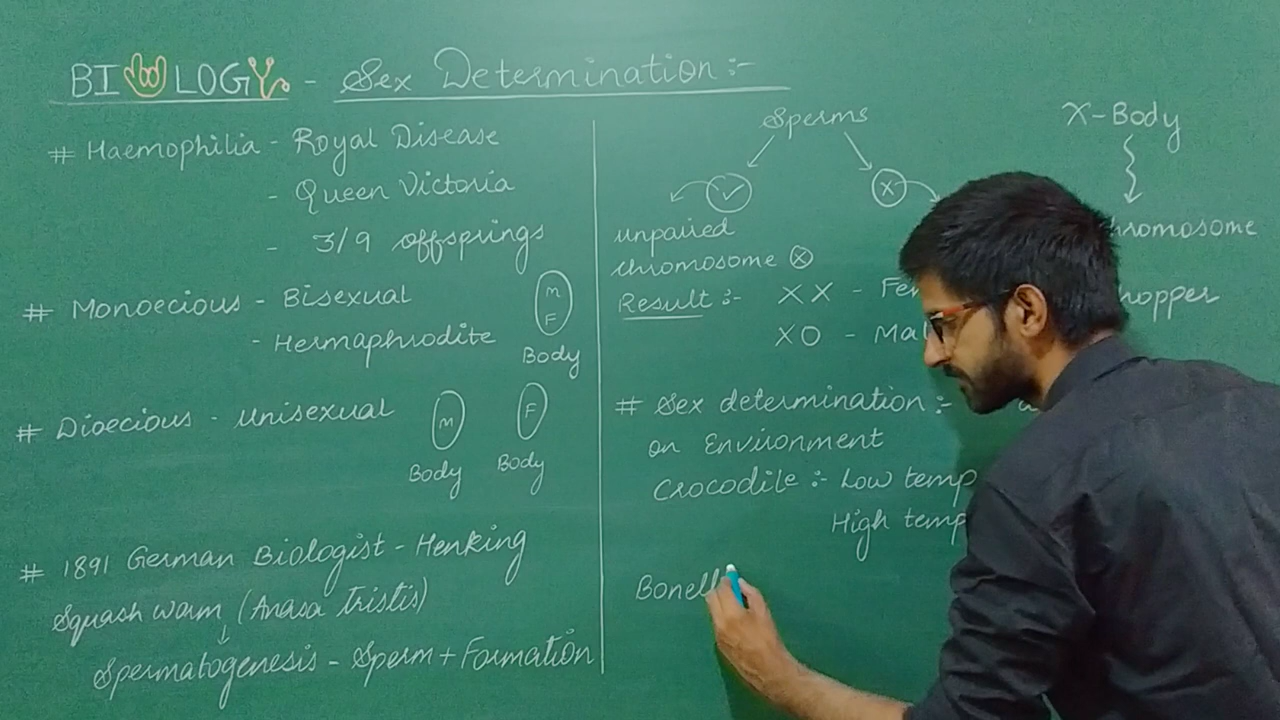 BIOLOGY - Sex Determination :-
# Haemophilia - Royal Disease
- Queen Victoria
- 3/9 offsprings
# Monoecious - Bisexual
- Hermaphrodite
M
F
Body
# Dioecious - unisexual
M
F
Body
Body
# 1891 German Biologist - Henking
Squash warm (Anasa tristis)
Spermatogenesis - Sperm + Formation
Sperms
X
unpaired
chromosome X
Result :- XX - Fe
XO - Mal
# Sex determination :-
on Environment
Crocodile :- Low temp
High temp
Bonell
X-Body
hromosome
hopper